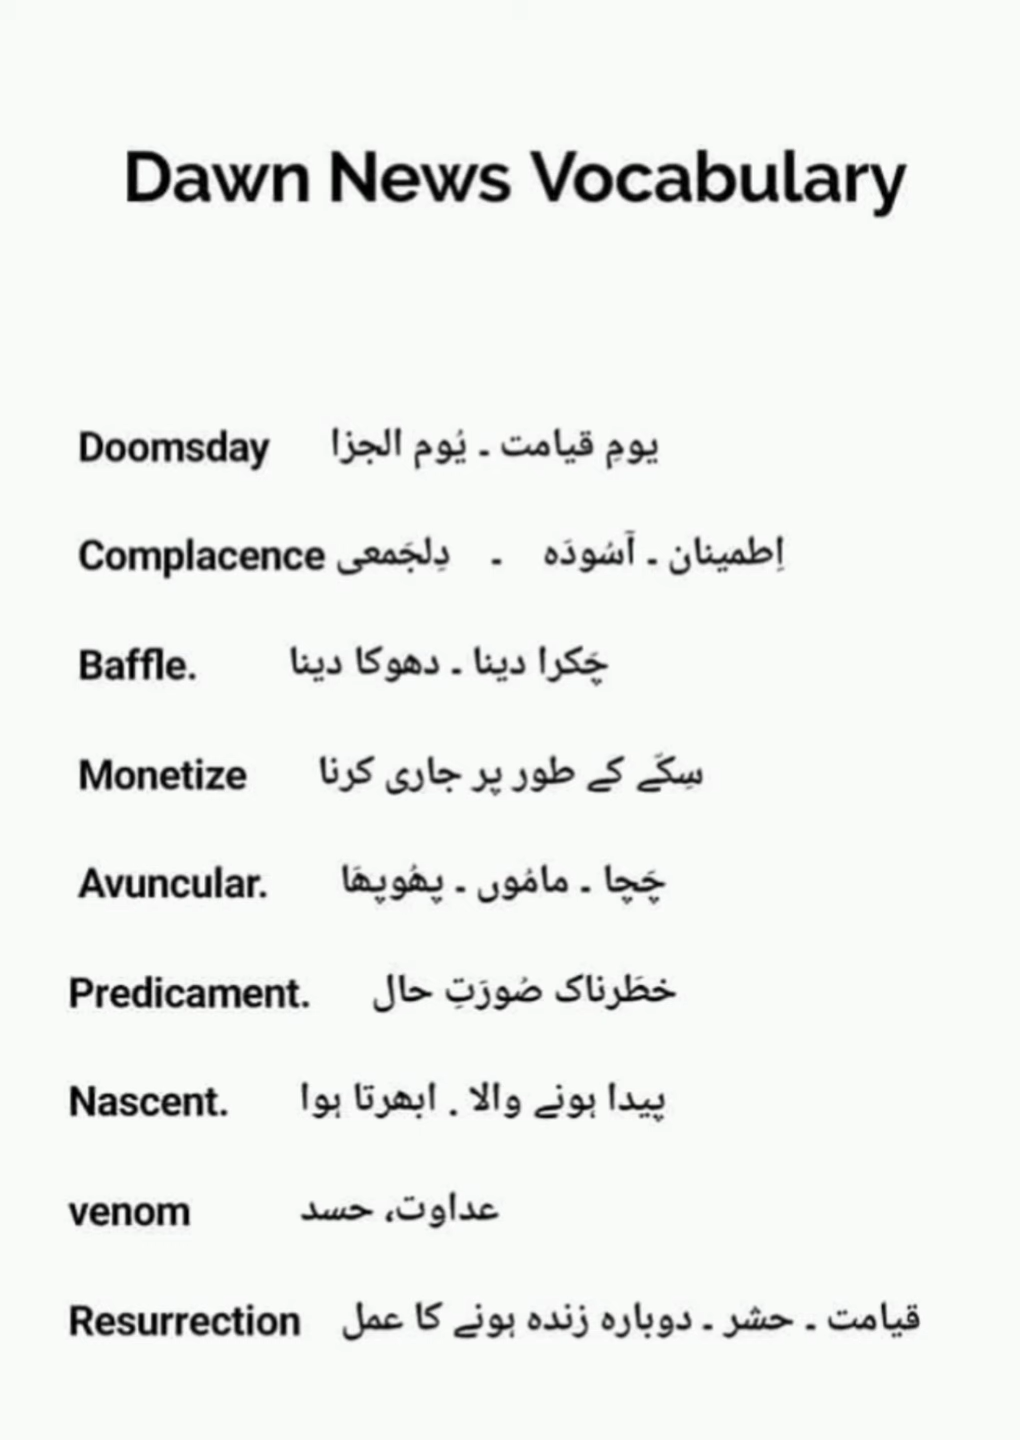 Dawn News Vocabulary
Doomsday یومِ قیامت ۔ یُوم الجزا
Complacence اِطمینان ۔ آسُودَہ ۔ دِلجَمعی
Baffle. چَکرا دینا ۔ دھوکا دینا
Monetize سِکَے کے طور پر جاری کرنا
Avuncular. چَچا ۔ مامُوں ۔ پھُوپھَا
Predicament. خطَرناک صُورَتِ حال
Nascent. پیدا ہونے والا . ابھرتا ہوا
venom عداوت، حسد
Resurrection قیامت ۔ حشر ۔ دوبارہ زندہ ہونے کا عمل